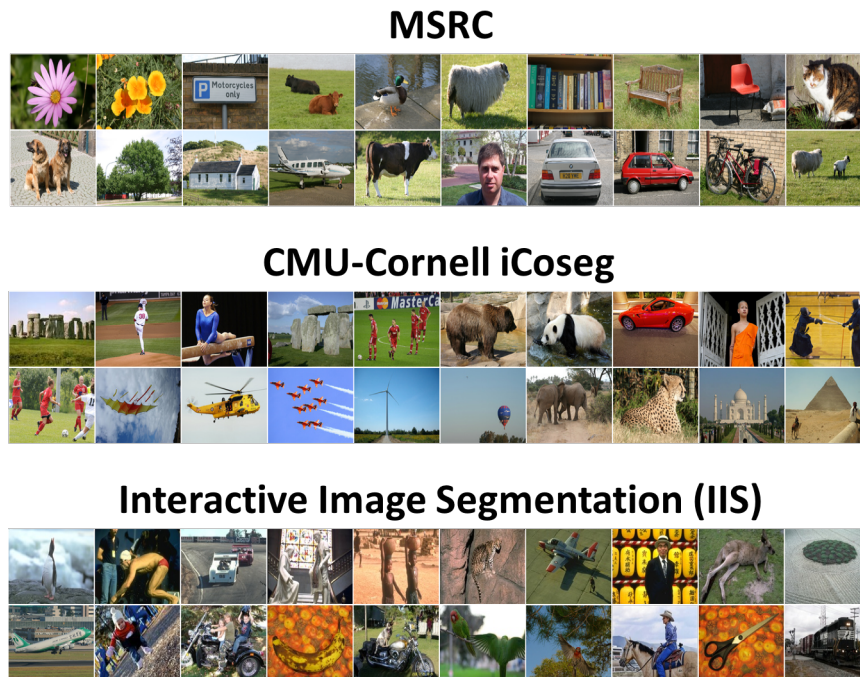 MSRC
P Motorcycles
only
CMU-Cornell iCoseg
MasterCa
Interactive Image Segmentation (IIS)